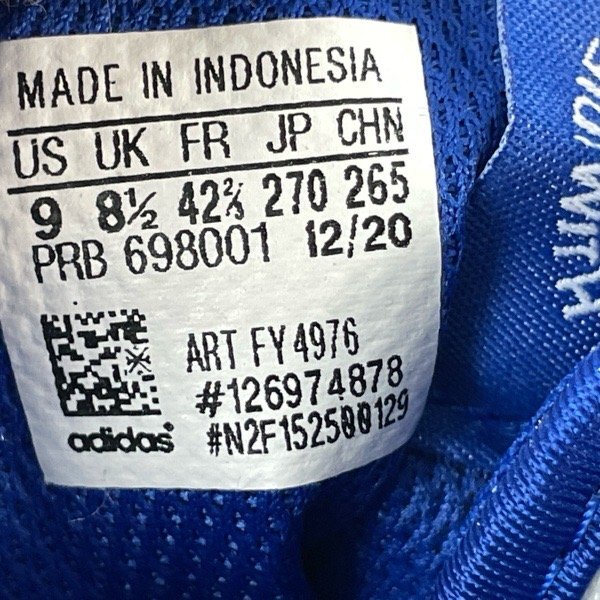 MADE IN INDONESIA
US UK FR JP CHN
9 8½ 42⅔ 270 265
PRB 698001 12/20
ART FY4976
#126974878
#N2F152500129
adidas
WITH